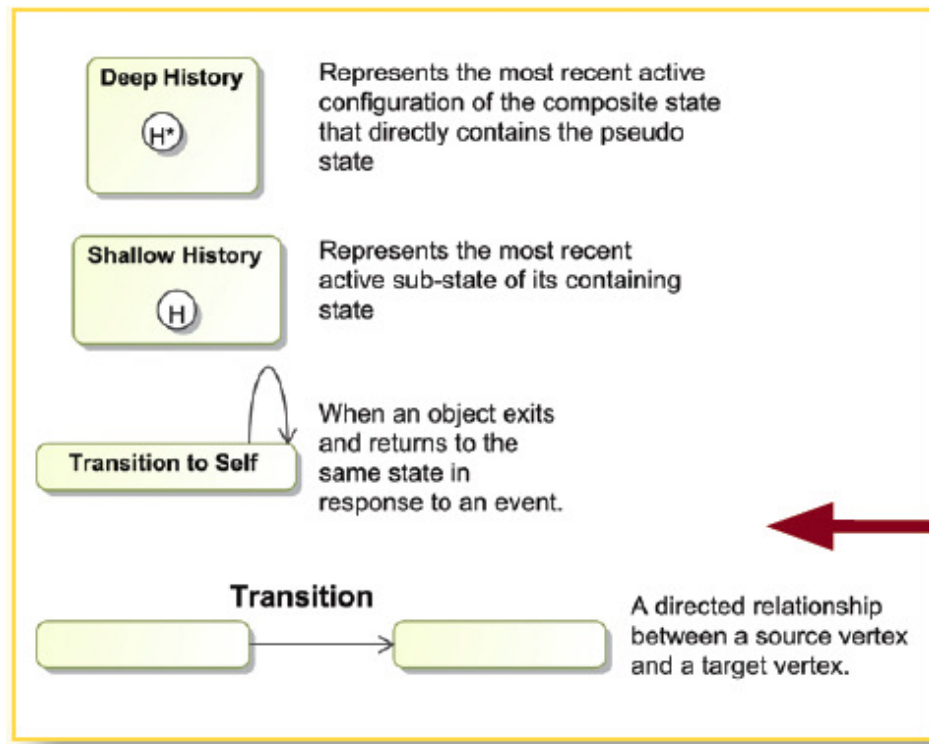 Deep History
H*
Represents the most recent active
configuration of the composite state
that directly contains the pseudo
state
Shallow History
H
Represents the most recent
active sub-state of its containing
state
Transition to Self
When an object exits
and returns to the
same state in
response to an event.
Transition
A directed relationship
between a source vertex
and a target vertex.